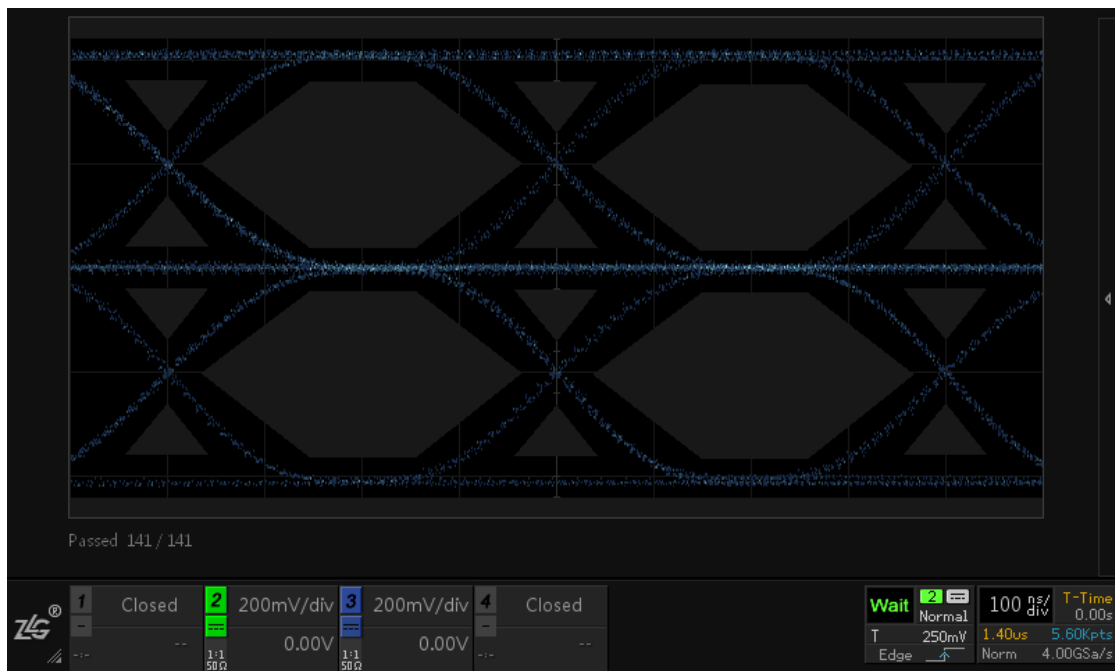 Passed 141 / 141
ZLG®
1 Closed
--
-:-
2 200mV/div
0.00V
1:1
50Ω
3 200mV/div
0.00V
1:1
50Ω
4 Closed
--
-:-
Wait 2 Normal
T 250mV
Edge
100 ns/div
T-Time
0.00s
1.40us 5.60Kpts
Norm 4.00GSa/s